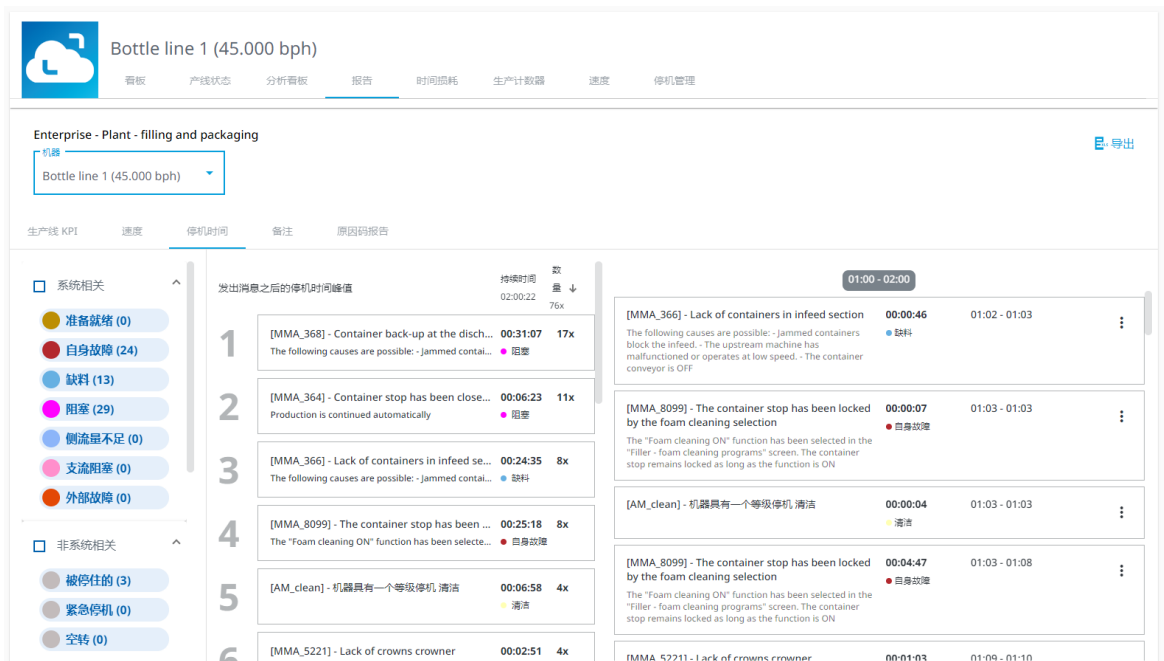 Bottle line 1 (45.000 bph)
看板 产线状态 分析看板 报告 时间损耗 生产计数器 速度 停机管理
Enterprise - Plant - filling and packaging
导出
机器
Bottle line 1 (45.000 bph)
生产线 KPI 速度 停机时间 备注 原因码报告
系统相关
准备就绪 (0)
自身故障 (24)
缺料 (13)
阻塞 (29)
侧流量不足 (0)
支流阻塞 (0)
外部故障 (0)
非系统相关
被停住的 (3)
紧急停机 (0)
空转 (0)
发出消息之后的停机时间峰值
持续时间
02:00:22
数
量
76x
1
[MMA_368] - Container back-up at the disch... 00:31:07 17x
The following causes are possible: - Jammed contai... 阻塞
2
[MMA_364] - Container stop has been close... 00:06:23 11x
Production is continued automatically 阻塞
3
[MMA_366] - Lack of containers in infeed se... 00:24:35 8x
The following causes are possible: - Jammed contai... 缺料
4
[MMA_8099] - The container stop has been ... 00:25:18 8x
The "Foam cleaning ON" function has been selecte... 自身故障
5
[AM_clean] - 机器具有一个等级停机 清洁 00:06:58 4x
清洁
6
[MMA_5221] - Lack of crowns crowner 00:02:51 4x
01:00 - 02:00
[MMA_366] - Lack of containers in infeed section 00:00:46 01:02 - 01:03
The following causes are possible: - Jammed containers 缺料
block the infeed. - The upstream machine has
malfunctioned or operates at low speed. - The container
conveyor is OFF
[MMA_8099] - The container stop has been locked 00:00:07 01:03 - 01:03
by the foam cleaning selection 自身故障
The "Foam cleaning ON" function has been selected in the
"Filler - foam cleaning programs" screen. The container
stop remains locked as long as the function is ON
[AM_clean] - 机器具有一个等级停机 清洁 00:00:04 01:03 - 01:03
清洁
[MMA_8099] - The container stop has been locked 00:04:47 01:03 - 01:08
by the foam cleaning selection 自身故障
The "Foam cleaning ON" function has been selected in the
"Filler - foam cleaning programs" screen. The container
stop remains locked as long as the function is ON
[MMA_5221] - Lack of crowns crowner 00:01:03 01:09 - 01:10